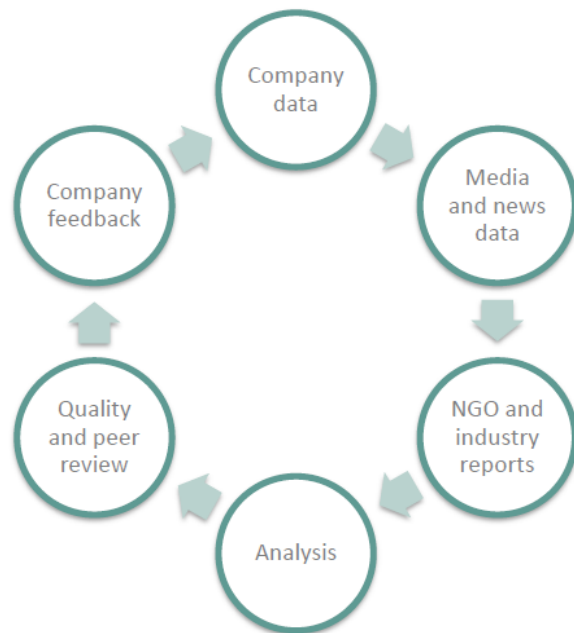 Company
data
Media
and news
data
NGO and
industry
reports
Analysis
Quality
and peer
review
Company
feedback